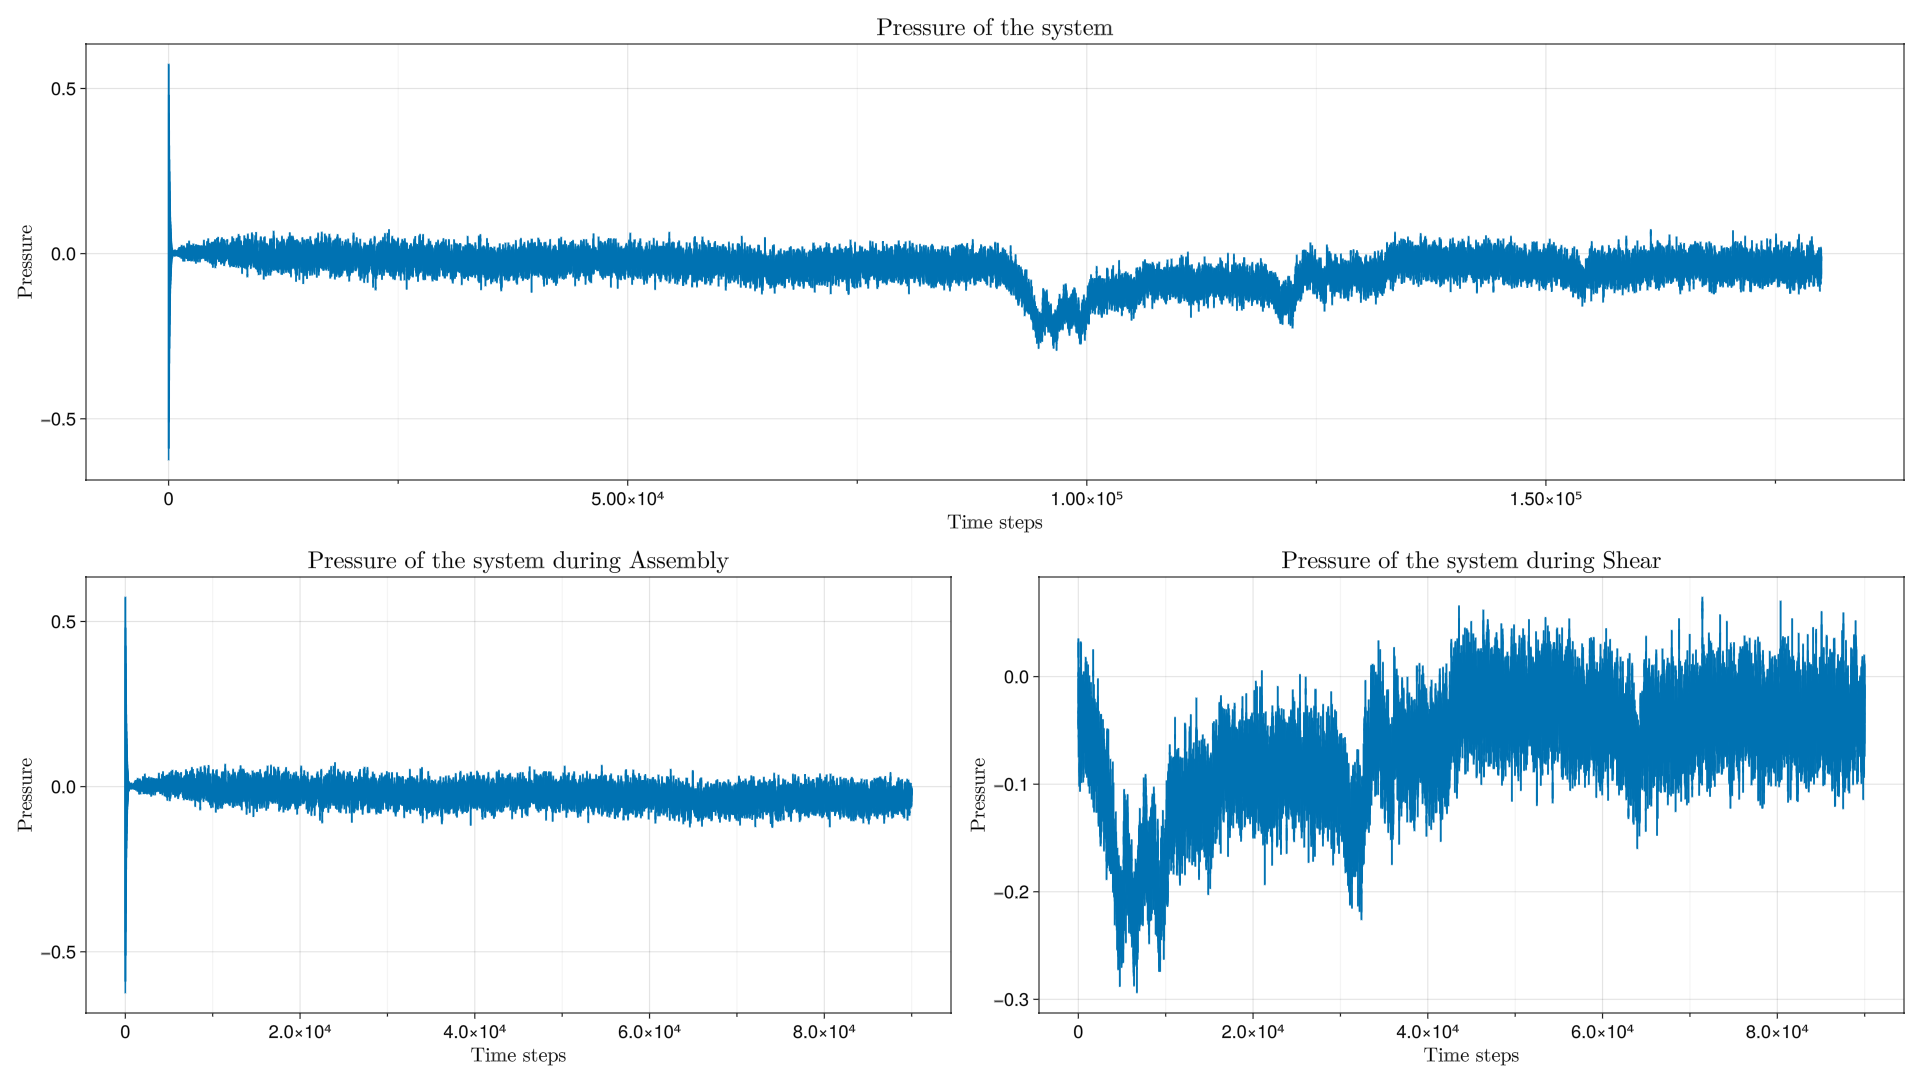 Pressure of the system
Pressure
0.5
0.0
−0.5
0 5.00×10⁴ 1.00×10⁵ 1.50×10⁵
Time steps
Pressure of the system during Assembly
Pressure
0.5
0.0
−0.5
0 2.0×10⁴ 4.0×10⁴ 6.0×10⁴ 8.0×10⁴
Time steps
Pressure of the system during Shear
Pressure
0.0
−0.1
−0.2
−0.3
0 2.0×10⁴ 4.0×10⁴ 6.0×10⁴ 8.0×10⁴
Time steps